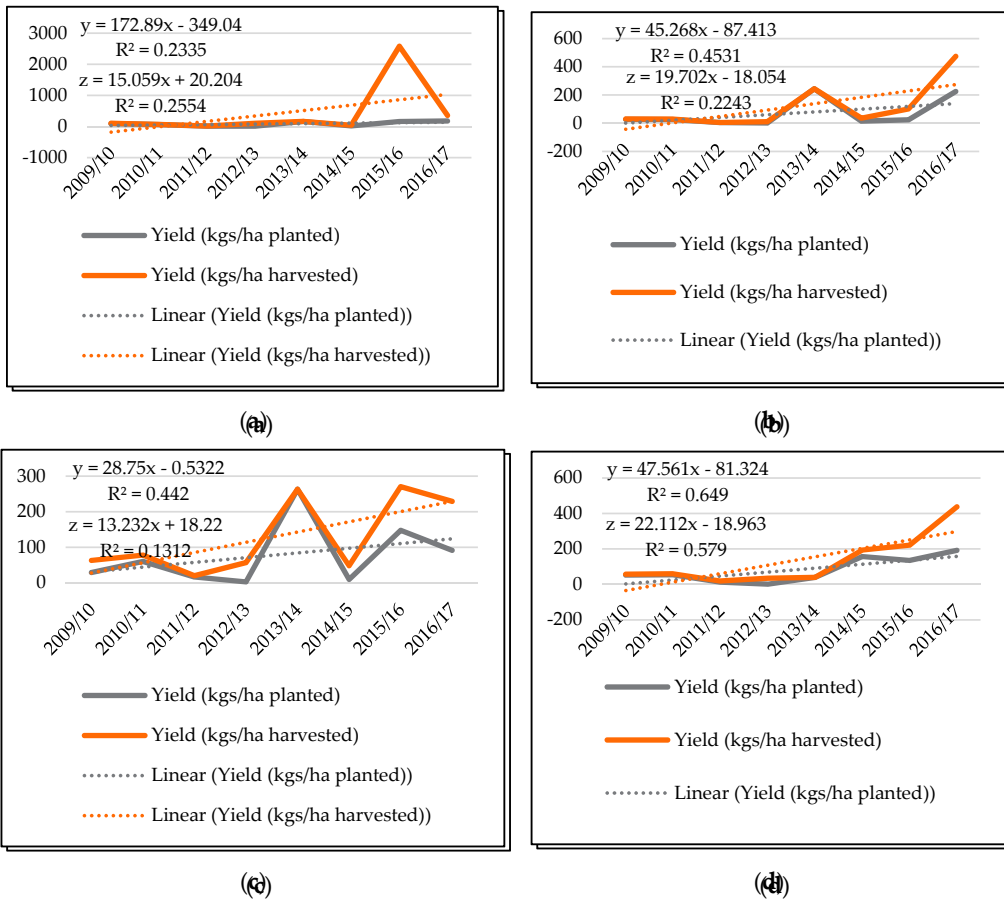 y = 172.89x - 349.04
R² = 0.2335
z = 15.059x + 20.204
R² = 0.2554
3000
2000
1000
0
-1000
2009/10
2010/11
2011/12
2012/13
2013/14
2014/15
2015/16
2016/17
Yield (kgs/ha planted)
Yield (kgs/ha harvested)
Linear (Yield (kgs/ha planted))
Linear (Yield (kgs/ha harvested))
(a)
y = 45.268x - 87.413
R² = 0.4531
z = 19.702x - 18.054
R² = 0.2243
600
400
200
0
-200
2009/10
2010/11
2011/12
2012/13
2013/14
2014/15
2015/16
2016/17
Yield (kgs/ha planted)
Yield (kgs/ha harvested)
Linear (Yield (kgs/ha planted))
(b)
y = 28.75x - 0.5322
R² = 0.442
z = 13.232x + 18.22
R² = 0.1312
300
200
100
0
2009/10
2010/11
2011/12
2012/13
2013/14
2014/15
2015/16
2016/17
Yield (kgs/ha planted)
Yield (kgs/ha harvested)
Linear (Yield (kgs/ha planted))
Linear (Yield (kgs/ha harvested))
(c)
y = 47.561x - 81.324
R² = 0.649
z = 22.112x - 18.963
R² = 0.579
600
400
200
0
-200
2009/10
2010/11
2011/12
2012/13
2013/14
2014/15
2015/16
2016/17
Yield (kgs/ha planted)
Yield (kgs/ha harvested)
Linear (Yield (kgs/ha planted))
(d)